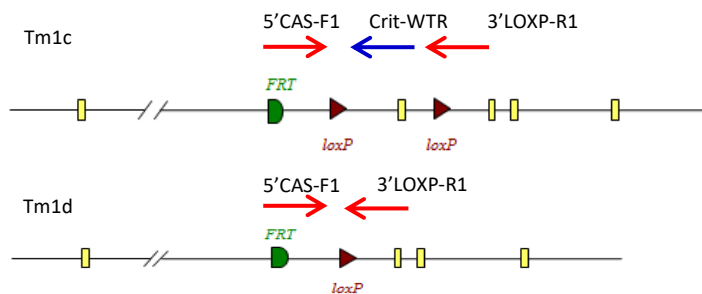 5'CAS-F1 Crit-WTR 3'LOXP-R1
Tm1c
FRT
loxP loxP
5'CAS-F1 3'LOXP-R1
Tm1d
FRT
loxP